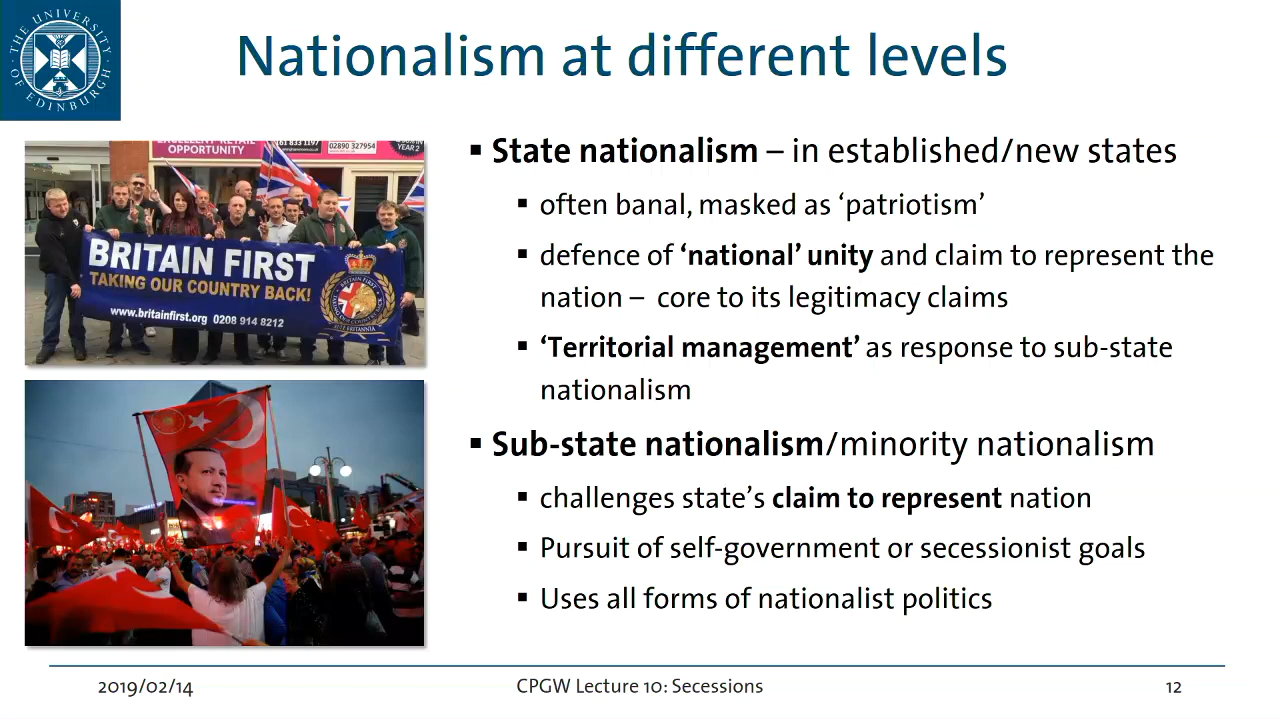 THE UNIVERSITY OF EDINBURGH
Nationalism at different levels
OPPORTUNITY
02890 327954
YEAR 2
BRITAIN FIRST
TAKING OUR COUNTRY BACK!
www.britainfirst.org 0208 914 8212
▪ State nationalism – in established/new states
▪ often banal, masked as ‘patriotism’
▪ defence of ‘national’ unity and claim to represent the
nation – core to its legitimacy claims
▪ ‘Territorial management’ as response to sub-state
nationalism
▪ Sub-state nationalism/minority nationalism
▪ challenges state’s claim to represent nation
▪ Pursuit of self-government or secessionist goals
▪ Uses all forms of nationalist politics
2019/02/14
CPGW Lecture 10: Secessions
12